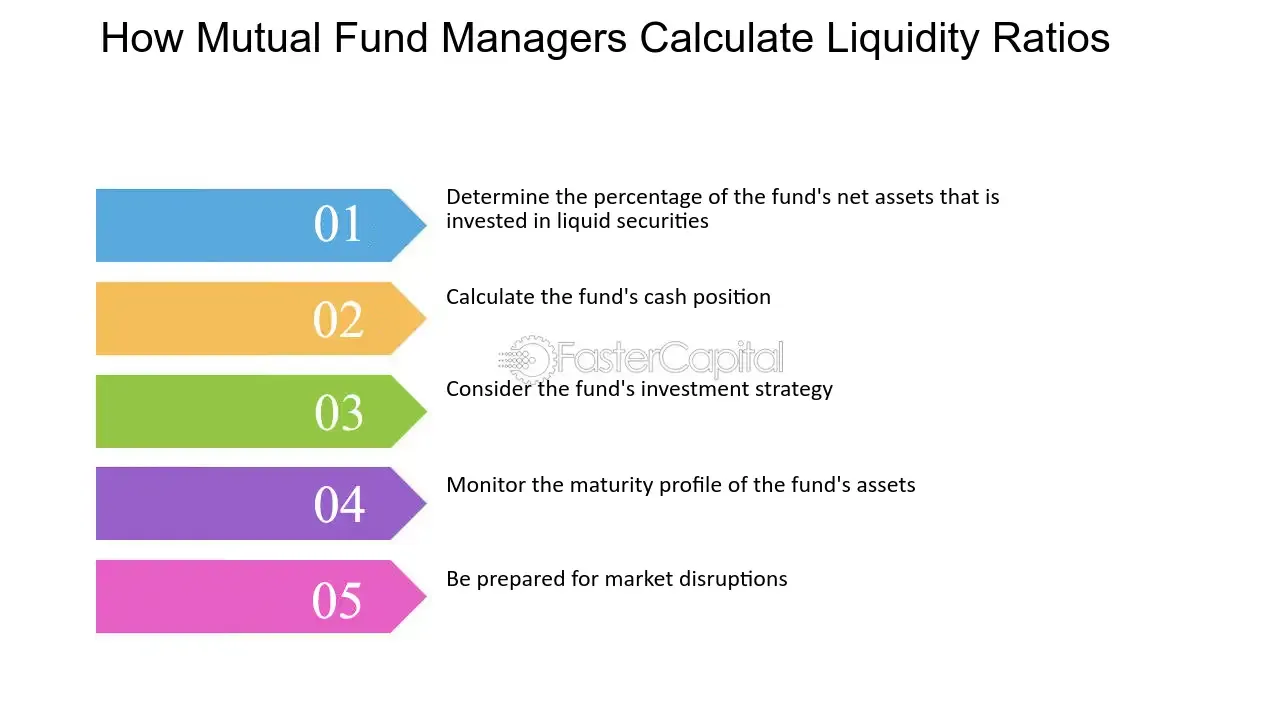 How Mutual Fund Managers Calculate Liquidity Ratios
01
Determine the percentage of the fund's net assets that is
invested in liquid securities
02
Calculate the fund's cash position
FasterCapital
03
Consider the fund's investment strategy
04
Monitor the maturity profile of the fund's assets
05
Be prepared for market disruptions